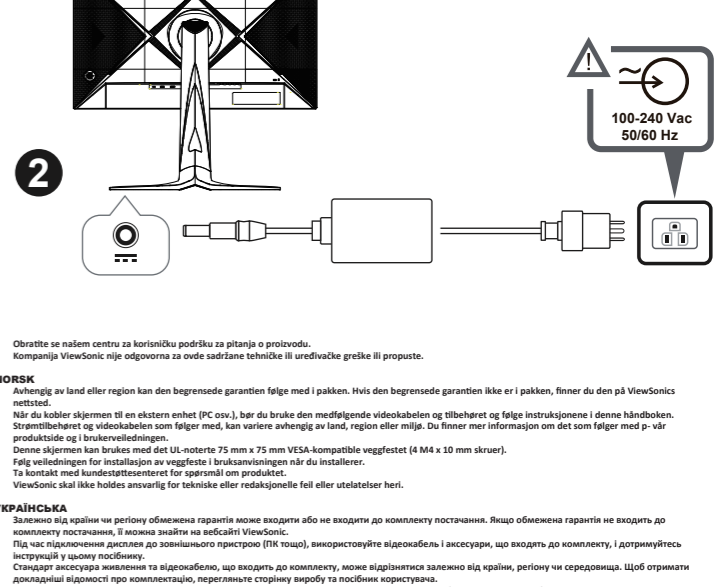 100-240 Vac
50/60 Hz
2
Obratite se našem centru za korisničku podršku za pitanja o proizvodu.
Kompanija ViewSonic nije odgovorna za ovde sadržane tehničke ili uređivačke greške ili propuste.
NORSK
Avhengig av land eller region kan den begrensede garantien følge med i pakken. Hvis den begrensede garantien ikke er i pakken, finner du den på ViewSonics
nettsted.
Når du kobler skjermen til en ekstern enhet (PC osv.), bør du bruke den medfølgende videokabelen og tilbehøret og følge instruksjonene i denne håndboken.
Strømtilbehøret og videokabelen som følger med, kan variere avhengig av land, region eller miljø. Du finner mer informasjon om det som følger med p- vår
produktside og i brukerveiledningen.
Denne skjermen kan brukes med det UL-noterte 75 mm x 75 mm VESA-kompatible veggfestet (4 M4 x 10 mm skruer).
Følg veiledningen for installasjon av veggfeste i bruksanvisningen når du installerer.
Ta kontakt med kundestøttesenteret for spørsmål om produktet.
ViewSonic skal ikke holdes ansvarlig for tekniske eller redaksjonelle feil eller utelatelser heri.
УКРАЇНСЬКА
Залежно від країни чи регіону обмежена гарантія може входити або не входити до комплекту постачання. Якщо обмежена гарантія не входить до
комплекту постачання, її можна знайти на вебсайті ViewSonic.
Під час підключення дисплея до зовнішнього пристрою (ПК тощо), використовуйте відеокабель і аксесуари, що входять до комплекту, і дотримуйтесь
інструкцій у цьому посібнику.
Стандарт аксесуара живлення та відеокабелю, що входить до комплекту, може відрізнятися залежно від країни, регіону чи середовища. Щоб отримати
докладніші відомості про комплектацію, перегляньте сторінку виробу та посібник користувача.